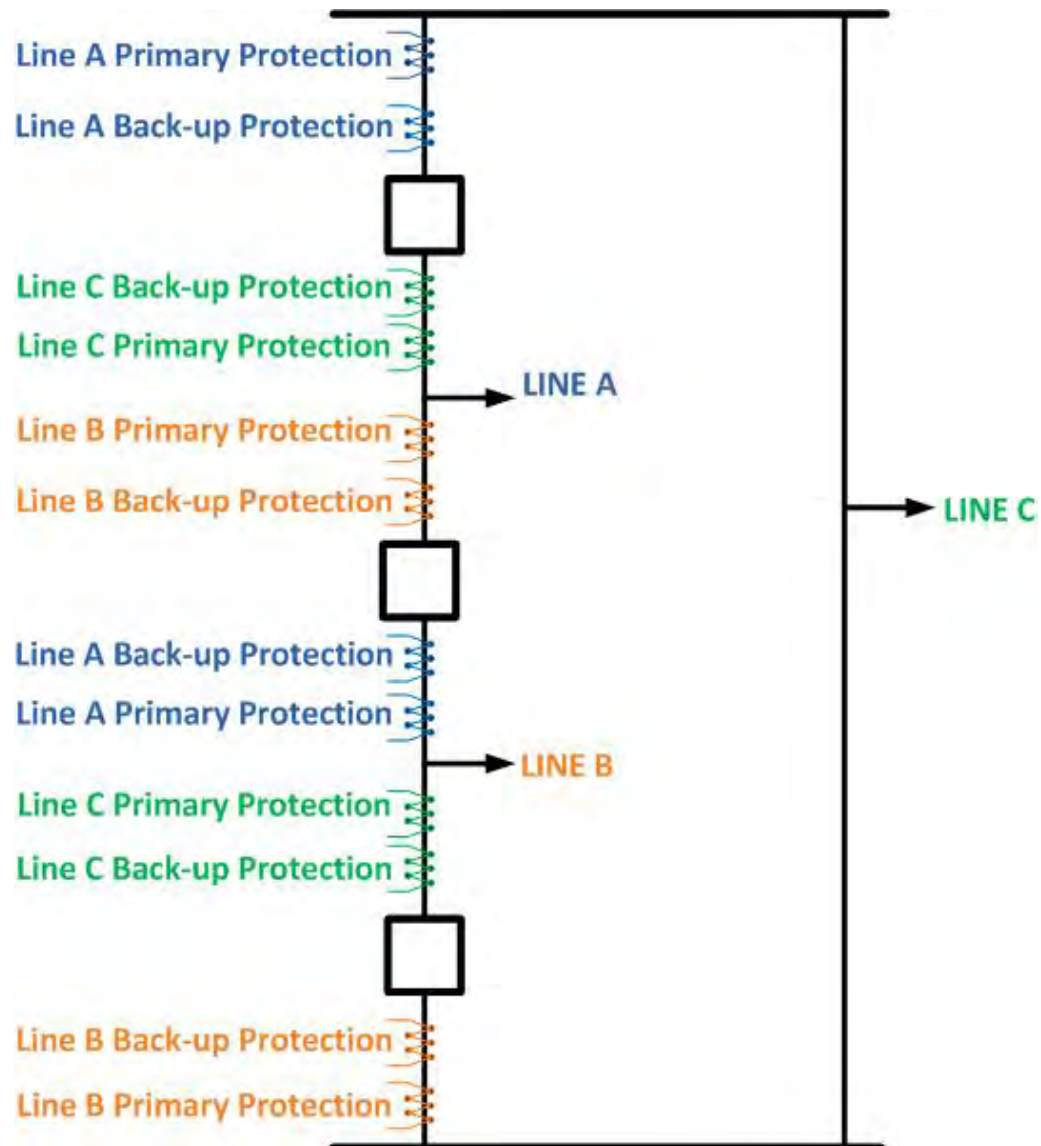 Line A Primary Protection
Line A Back-up Protection
Line C Back-up Protection
Line C Primary Protection
LINE A
Line B Primary Protection
Line B Back-up Protection
LINE C
Line A Back-up Protection
Line A Primary Protection
LINE B
Line C Primary Protection
Line C Back-up Protection
Line B Back-up Protection
Line B Primary Protection